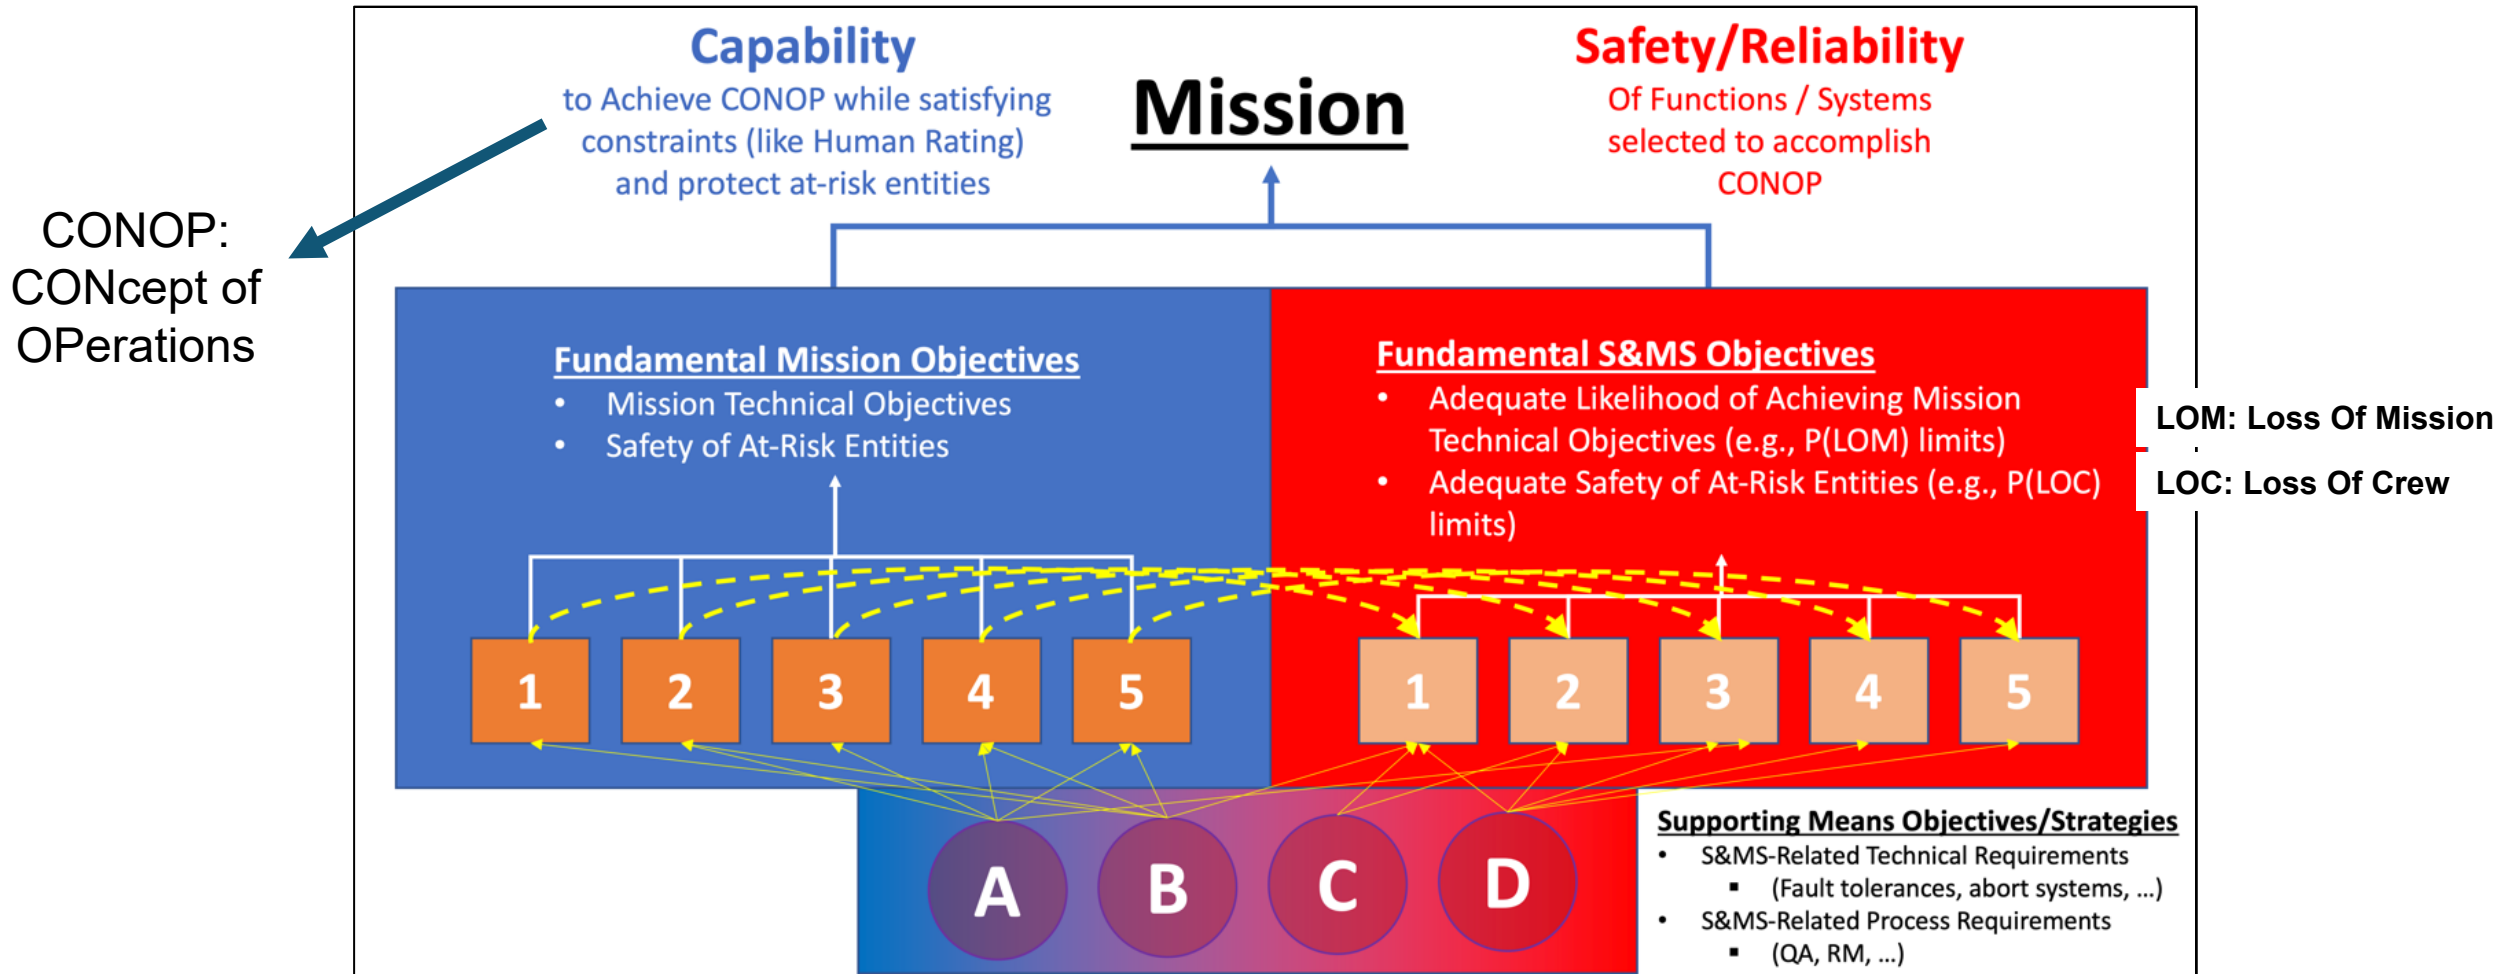 Capability
to Achieve CONOP while satisfying
constraints (like Human Rating)
and protect at-risk entities
Mission
Safety/Reliability
Of Functions / Systems
selected to accomplish
CONOP
CONOP:
CONcept of
OPerations
Fundamental Mission Objectives
• Mission Technical Objectives
• Safety of At-Risk Entities
Fundamental S&MS Objectives
• Adequate Likelihood of Achieving Mission
Technical Objectives (e.g., P(LOM) limits)
• Adequate Safety of At-Risk Entities (e.g., P(LOC)
limits)
LOM: Loss Of Mission
LOC: Loss Of Crew
1 2 3 4 5
1 2 3 4 5
A B C D
Supporting Means Objectives/Strategies
• S&MS-Related Technical Requirements
▪ (Fault tolerances, abort systems, ...)
• S&MS-Related Process Requirements
▪ (QA, RM, ...)